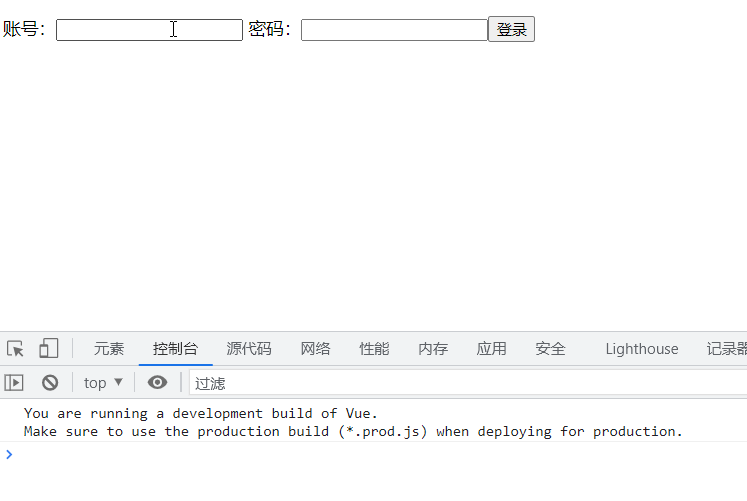 账号: 密码: 登录
元素 控制台 源代码 网络 性能 内存 应用 安全 Lighthouse 记录器
top ▼ 过滤
You are running a development build of Vue.
Make sure to use the production build (*.prod.js) when deploying for production.
>